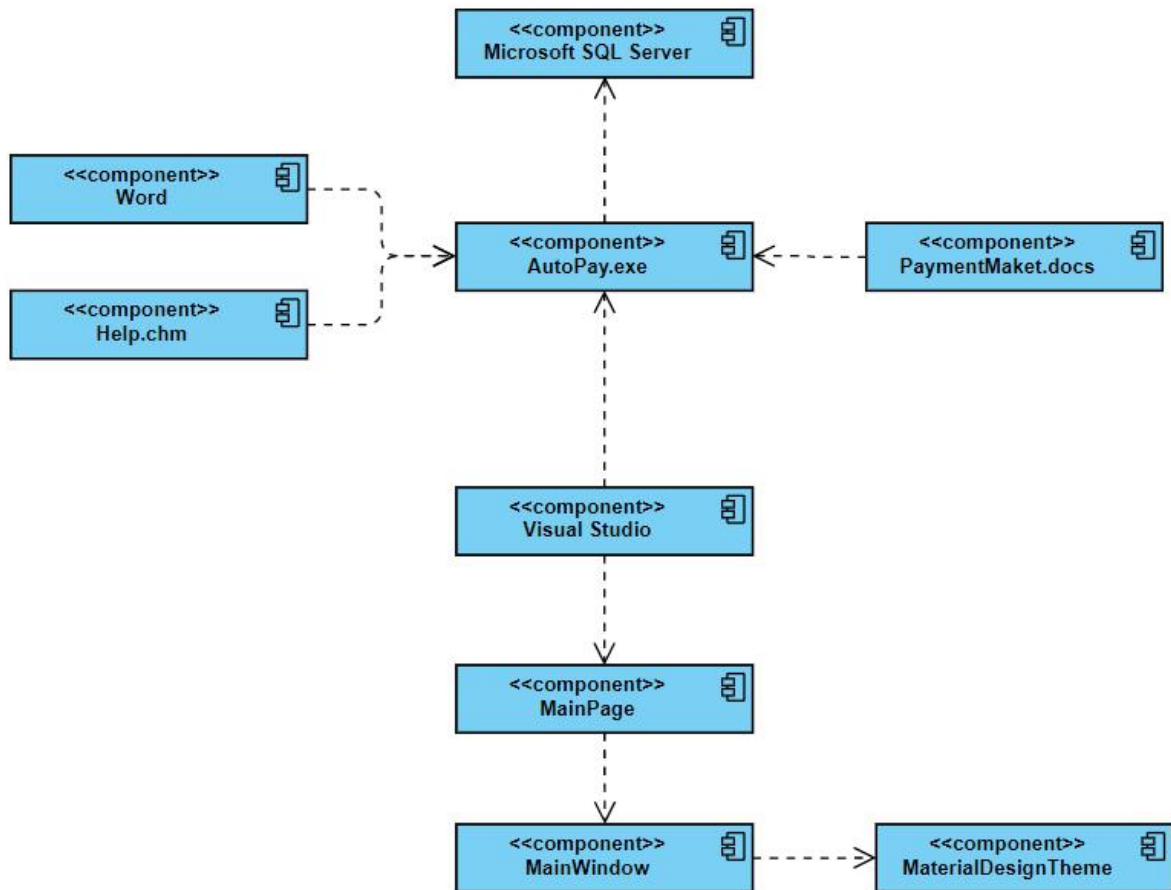 <<component>>
Microsoft SQL Server
<<component>>
Word
<<component>>
AutoPay.exe
<<component>>
PaymentMaket.docs
<<component>>
Help.chm
<<component>>
Visual Studio
<<component>>
MainPage
<<component>>
MainWindow
<<component>>
MaterialDesignTheme